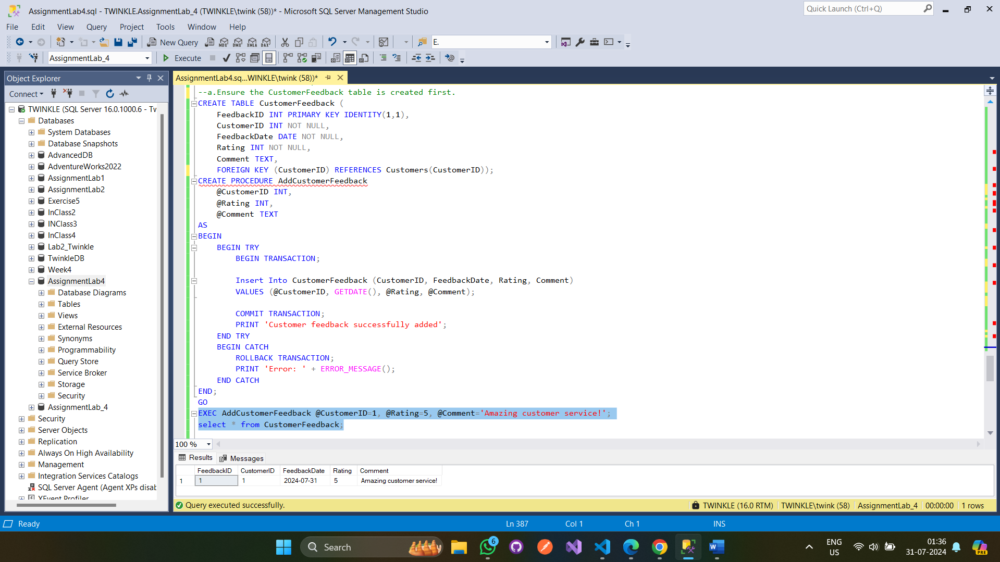 AssignmentLab4.sql - TWINKLE.AssignmentLab_4 (TWINKLE\twink (58))* - Microsoft SQL Server Management Studio
Quick Launch (Ctrl+Q)
File Edit View Query Project Tools Window Help
New Query MDX DMX XMLA DAX E.
AssignmentLab_4 Execute
Object Explorer
AssignmentLab4.sq...WINKLE\twink (58))*
Connect
TWINKLE (SQL Server 16.0.1000.6 - Tw
Databases
System Databases
Database Snapshots
AdvancedDB
AdventureWorks2022
AssignmentLab1
AssignmentLab2
Exercise5
InClass2
INClass3
InClass4
Lab2_Twinkle
TwinkleDB
Week4
AssignmentLab4
Database Diagrams
Tables
Views
External Resources
Synonyms
Programmability
Query Store
Service Broker
Storage
Security
AssignmentLab_4
Security
Server Objects
Replication
Always On High Availability
Management
Integration Services Catalogs
SQL Server Agent (Agent XPs disab
XEvent Profiler
--a.Ensure the CustomerFeedback table is created first.
CREATE TABLE CustomerFeedback (
FeedbackID INT PRIMARY KEY IDENTITY(1,1),
CustomerID INT NOT NULL,
FeedbackDate DATE NOT NULL,
Rating INT NOT NULL,
Comment TEXT,
FOREIGN KEY (CustomerID) REFERENCES Customers(CustomerID));
CREATE PROCEDURE AddCustomerFeedback
@CustomerID INT,
@Rating INT,
@Comment TEXT
AS
BEGIN
BEGIN TRY
BEGIN TRANSACTION;
Insert Into CustomerFeedback (CustomerID, FeedbackDate, Rating, Comment)
VALUES (@CustomerID, GETDATE(), @Rating, @Comment);
COMMIT TRANSACTION;
PRINT 'Customer feedback successfully added';
END TRY
BEGIN CATCH
ROLLBACK TRANSACTION;
PRINT 'Error: ' + ERROR_MESSAGE();
END CATCH
END;
GO
EXEC AddCustomerFeedback @CustomerID=1, @Rating=5, @Comment='Amazing customer service!';
select * from CustomerFeedback;
100 %
Results Messages
FeedbackID CustomerID FeedbackDate Rating Comment
1 1 1 2024-07-31 5 Amazing customer service!
Query executed successfully. TWINKLE (16.0 RTM) TWINKLE\twink (58) AssignmentLab_4 00:00:00 1 rows
Ready Ln 387 Col 1 Ch 1 INS
Search 6
ENG
US
01:36
31-07-2024
PRE